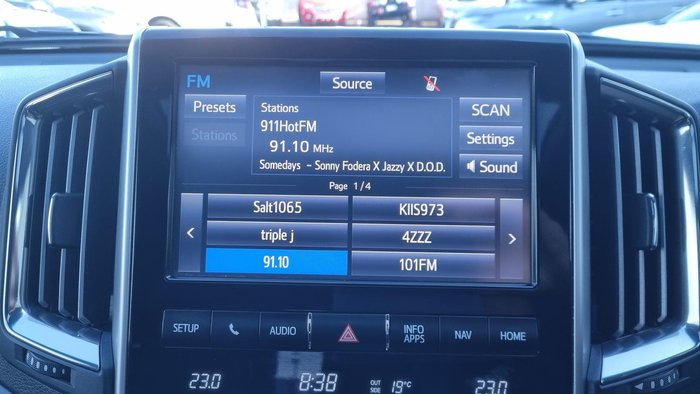 FM
Source
Presets
Stations
Stations
911HotFM
91.10 MHz
Somedays - Sonny Fodera X Jazzy X D.O.D.
SCAN
Settings
Sound
Page 1/4
Salt1065
KIIS973
triple j
4ZZZ
91.10
101FM
SETUP
AUDIO
INFO APPS
NAV
HOME
23.0
8:38
OUT SIDE 19°C
23.0